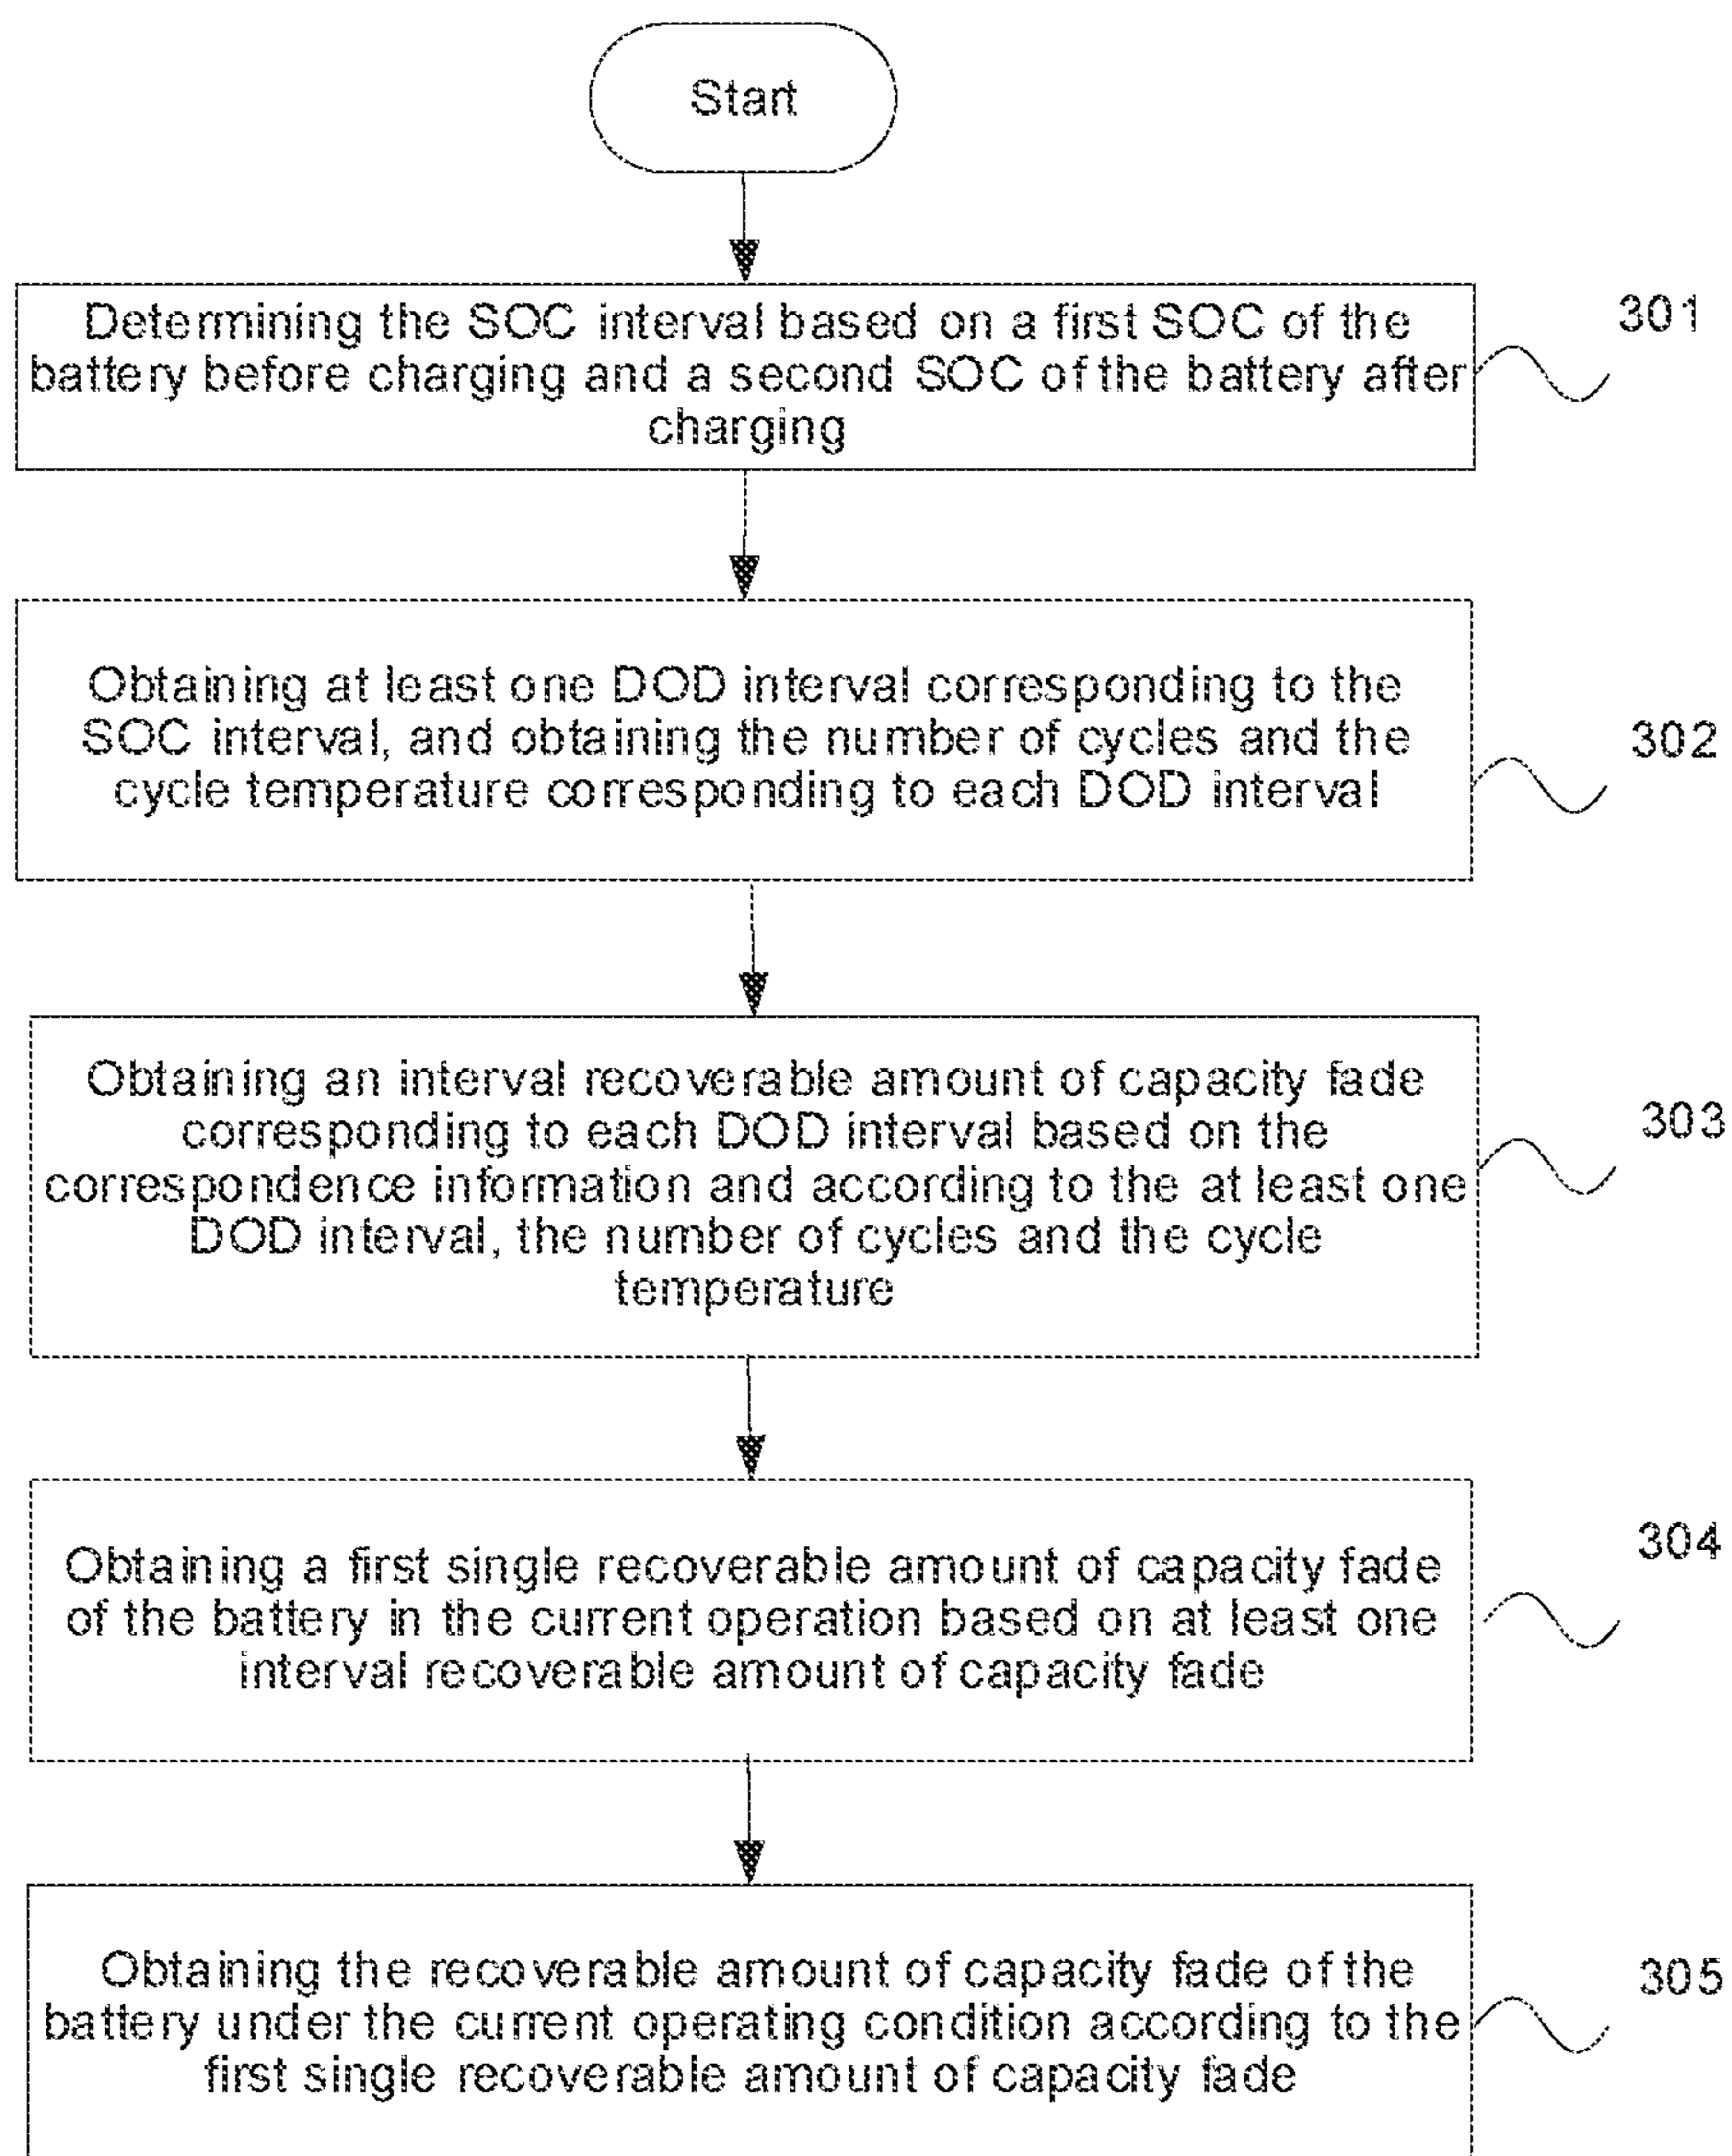 Start
Determining the SOC interval based on a first SOC of the
battery before charging and a second SOC of the battery after
charging
301
Obtaining at least one DOD interval corresponding to the
SOC interval, and obtaining the number of cycles and the
cycle temperature corresponding to each DOD interval
302
Obtaining an interval recoverable amount of capacity fade
corresponding to each DOD interval based on the
correspondence information and according to the at least one
DOD interval, the number of cycles and the cycle
temperature
303
Obtaining a first single recoverable amount of capacity fade
of the battery in the current operation based on at least one
interval recoverable amount of capacity fade
304
Obtaining the recoverable amount of capacity fade of the
battery under the current operating condition according to the
first single recoverable amount of capacity fade
305